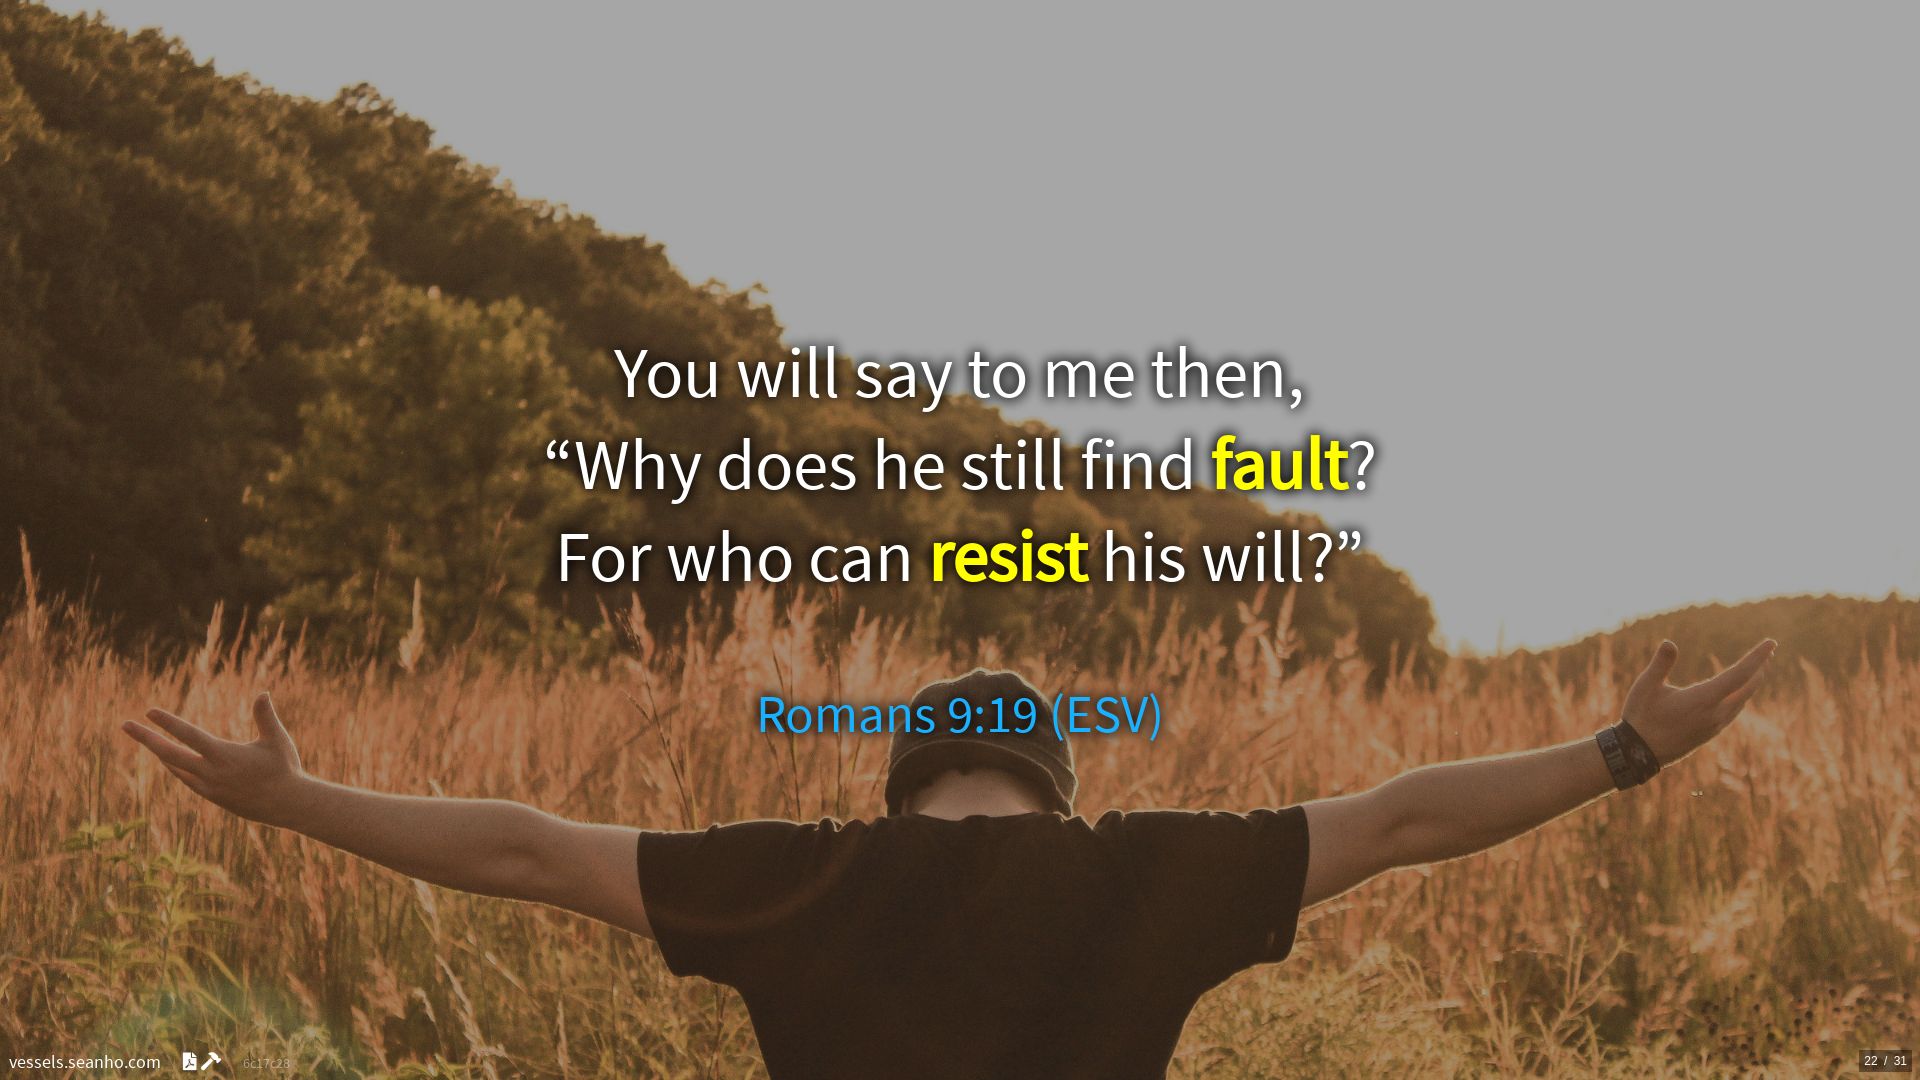 You will say to me then,
“Why does he still find fault?
For who can resist his will?”
Romans 9:19 (ESV)
vessels.seanho.com
6c17c28
22 / 31